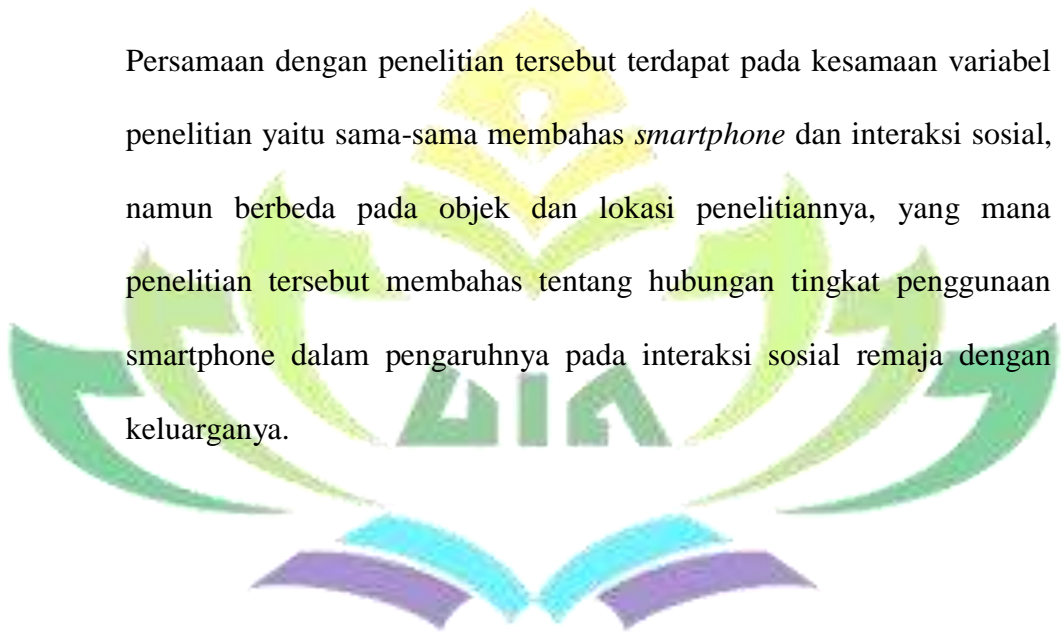 Persamaan dengan penelitian tersebut terdapat pada kesamaan variabel
penelitian yaitu sama-sama membahas smartphone dan interaksi sosial,
namun berbeda pada objek dan lokasi penelitiannya, yang mana
penelitian tersebut membahas tentang hubungan tingkat penggunaan
smartphone dalam pengaruhnya pada interaksi sosial remaja dengan
keluarganya.